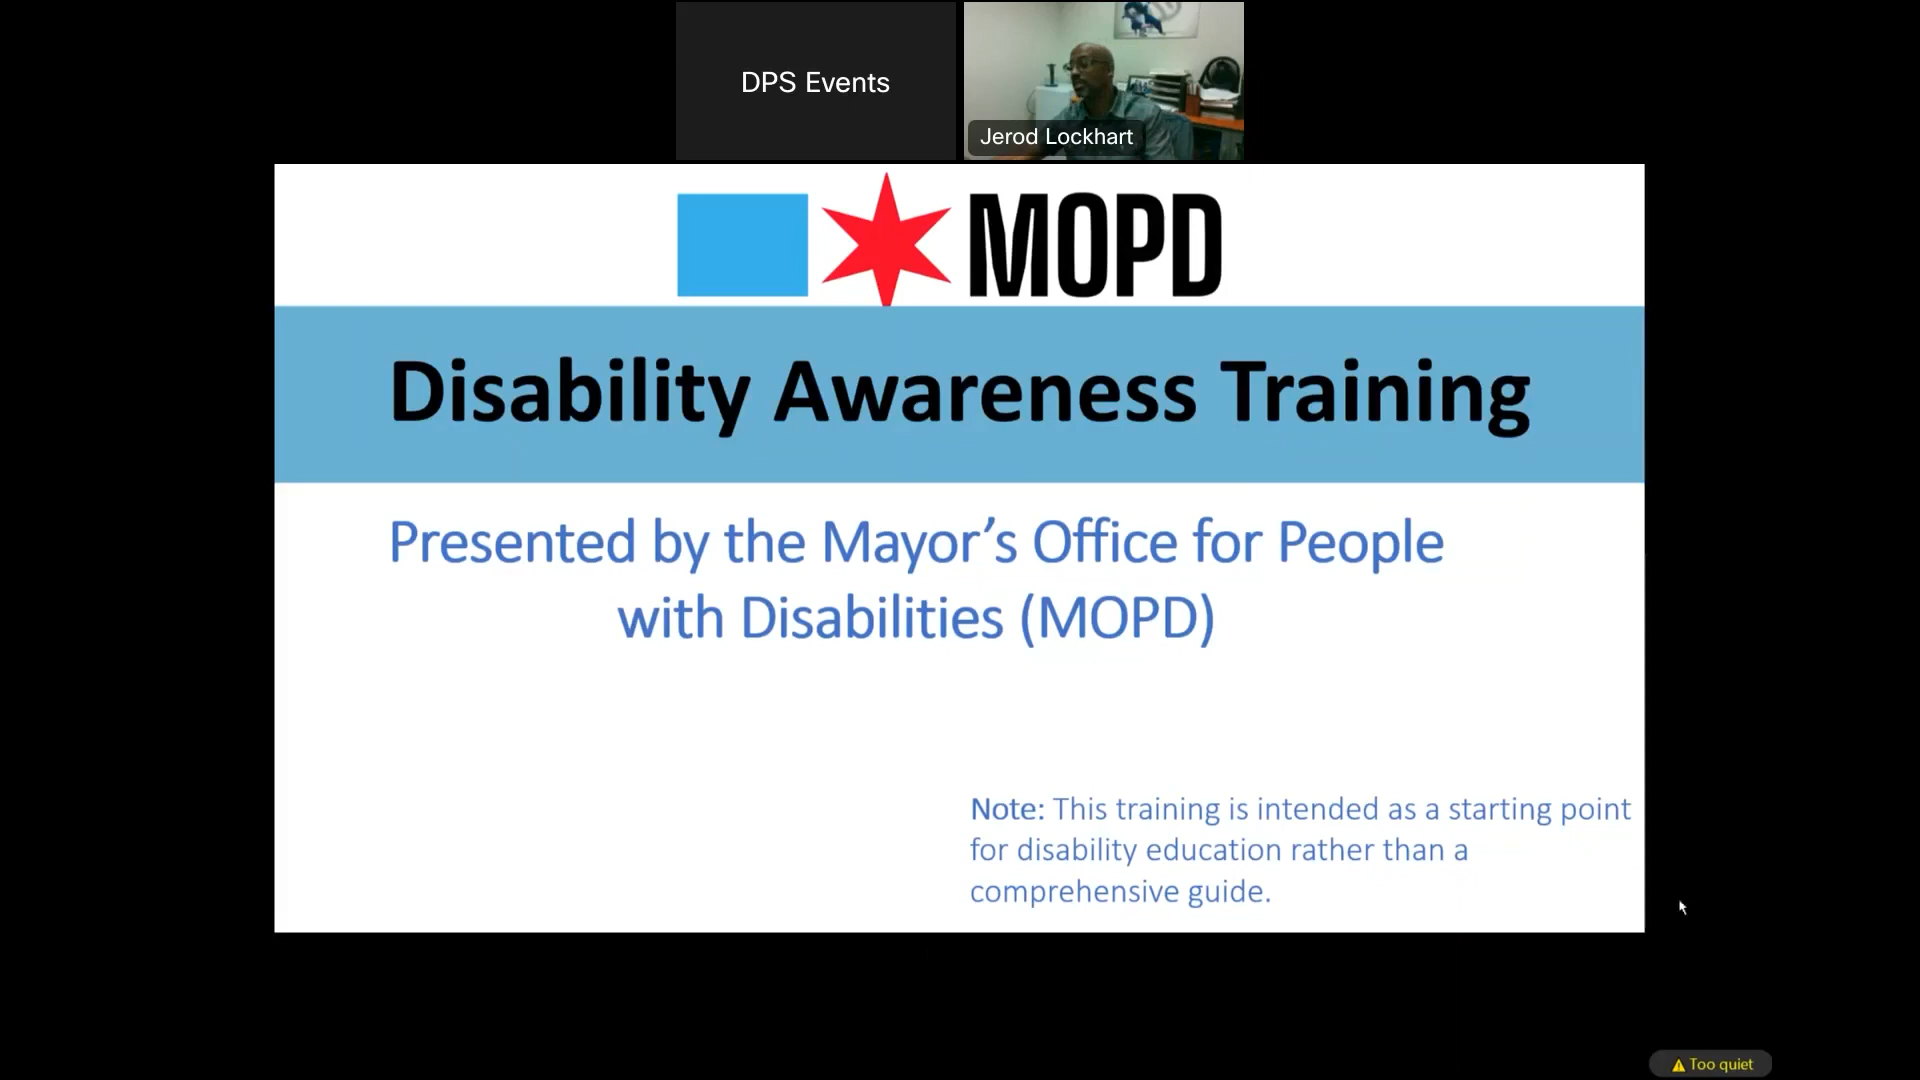 DPS Events
Jerod Lockhart
MOPD
Disability Awareness Training
Presented by the Mayor’s Office for People
with Disabilities (MOPD)
Note: This training is intended as a starting point
for disability education rather than a
comprehensive guide.
Too quiet